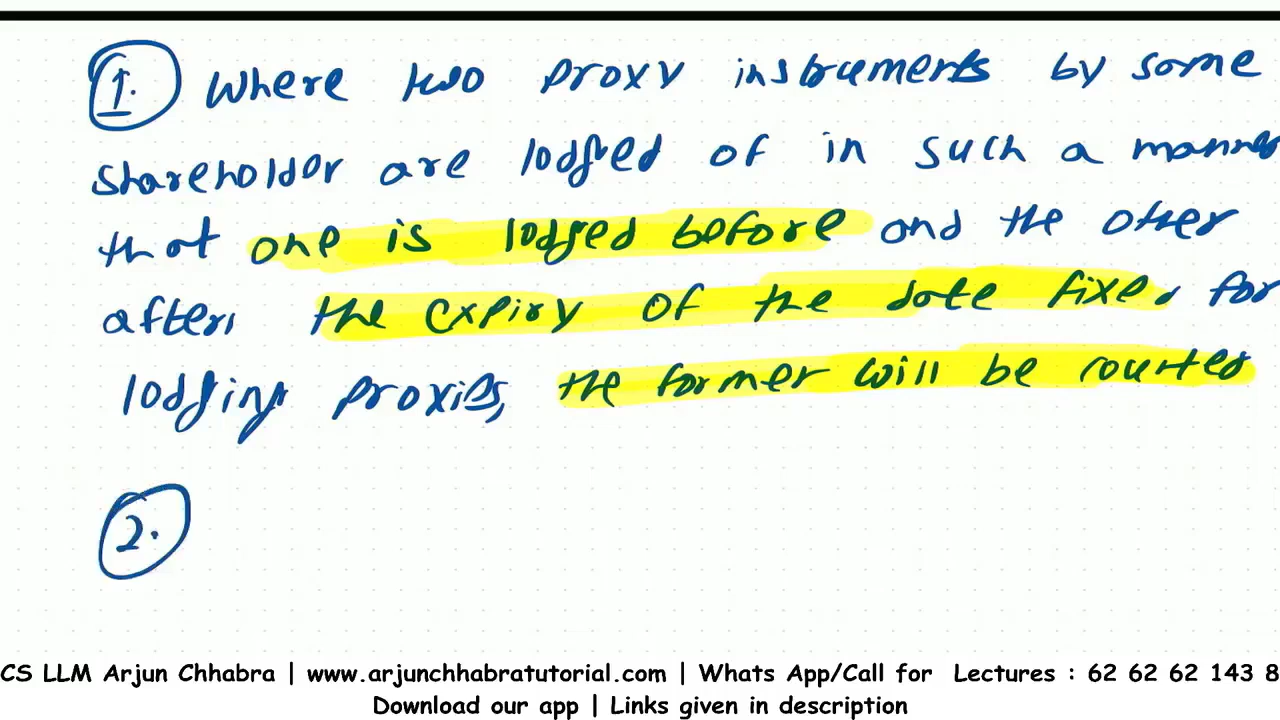 1. Where two proxy instruments by some
shareholder are lodged of in such a manner
that one is lodged before and the other
after, the expiry of the date fixed for
lodging proxies, the former will be counted
2.
CS LLM Arjun Chhabra | www.arjunchhabratutorial.com | Whats App/Call for Lectures : 62 62 62 143 8
Download our app | Links given in description